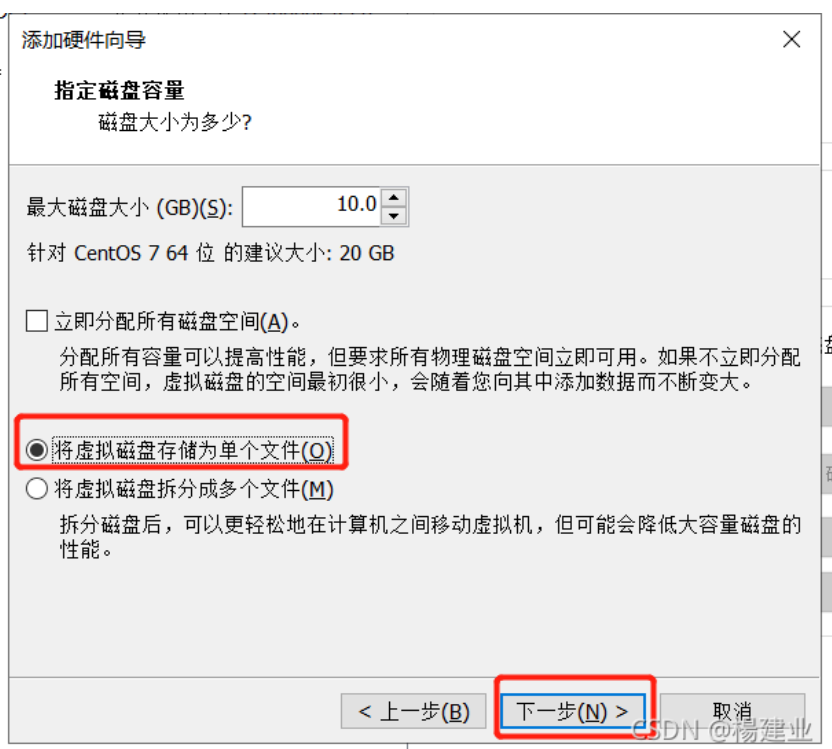 添加硬件向导
指定磁盘容量
磁盘大小为多少?
最大磁盘大小 (GB)(S): 10.0
针对 CentOS 7 64 位 的建议大小: 20 GB
立即分配所有磁盘空间(A)。
分配所有容量可以提高性能，但要求所有物理磁盘空间立即可用。如果不立即分配
所有空间，虚拟磁盘的空间最初很小，会随着您向其中添加数据而不断变大。
将虚拟磁盘存储为单个文件(O)
将虚拟磁盘拆分成多个文件(M)
拆分磁盘后，可以更轻松地在计算机之间移动虚拟机，但可能会降低大容量磁盘的
性能。
< 上一步(B) 下一步(N) > 取消
CSDN @楊建业